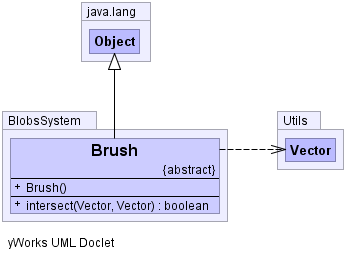 java.lang
Object
BlobsSystem
Utils
Brush
{abstract}
Vector
+ Brush()
+ intersect(Vector, Vector) : boolean
yWorks UML Doclet